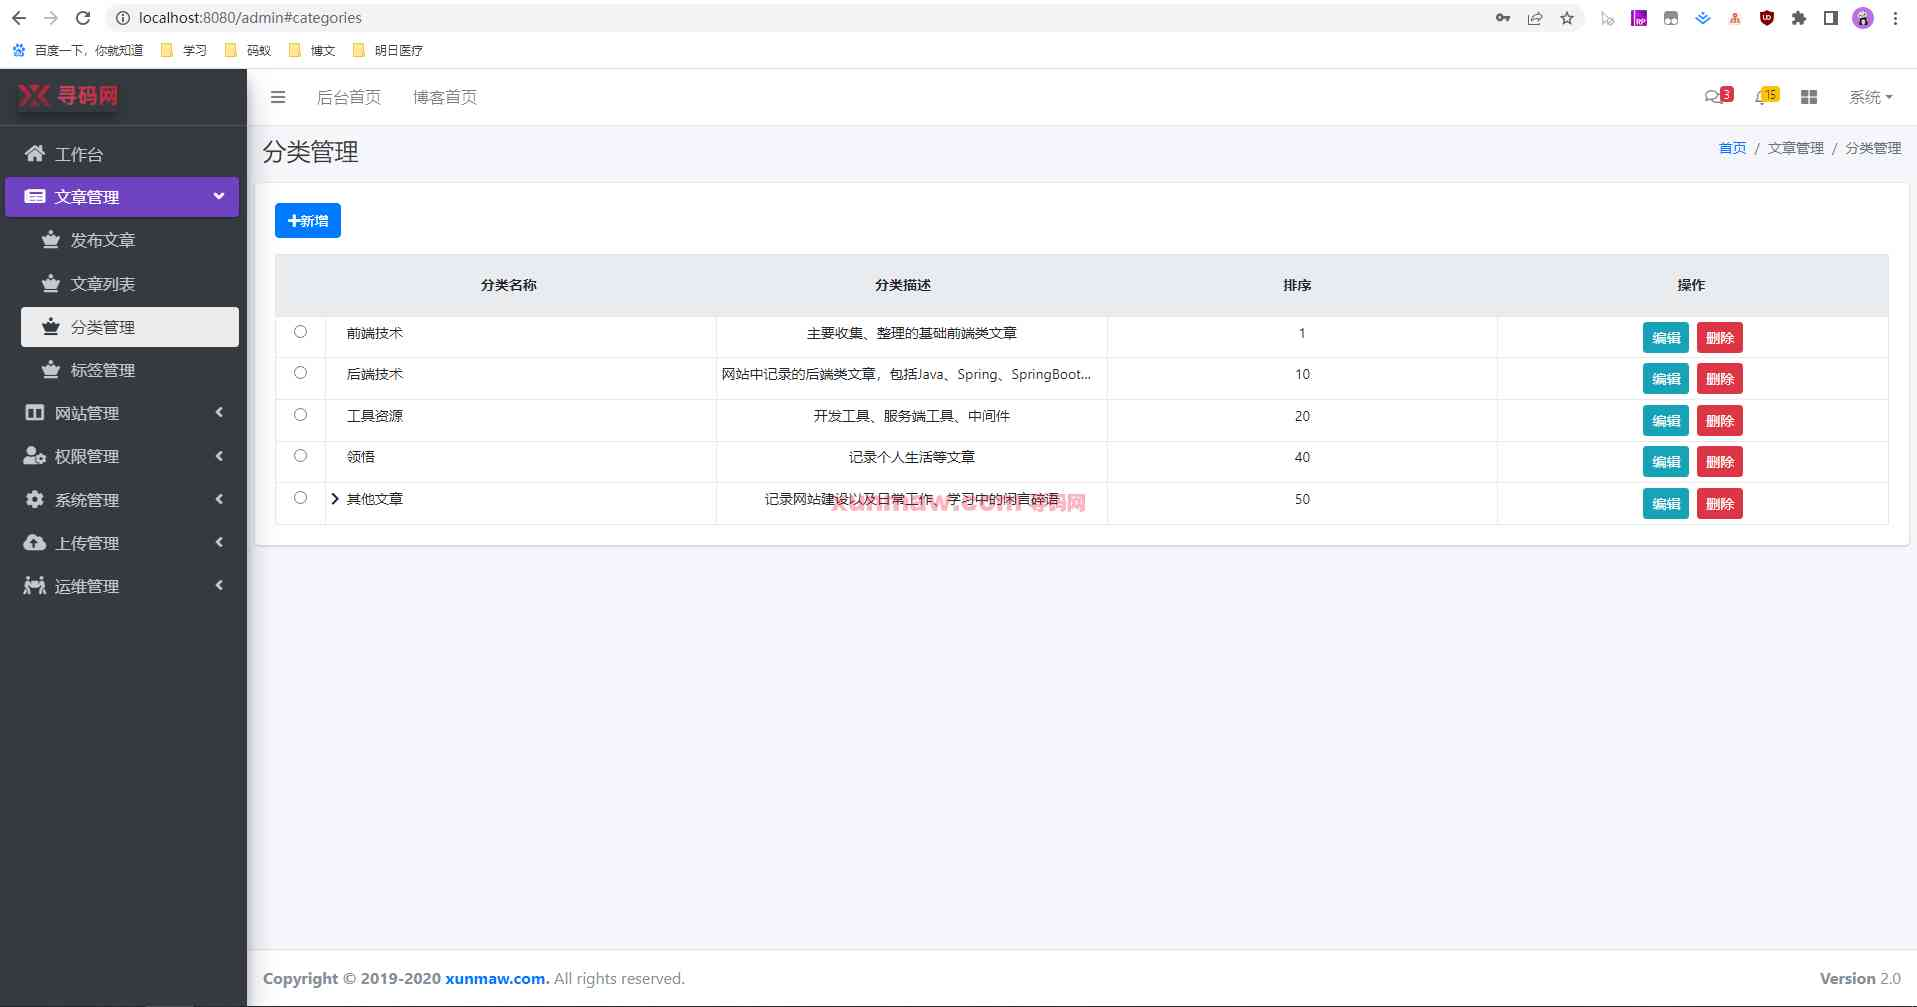 localhost:8080/admin#categories
百度一下，你就知道 学习 码蚁 博文 明日医疗
寻码网
后台首页 博客首页 3 15 系统
分类管理
首页 / 文章管理 / 分类管理
工作台
文章管理
发布文章
文章列表
分类管理
标签管理
网站管理
权限管理
系统管理
上传管理
运维管理
新增
分类名称 分类描述 排序 操作
前端技术 主要收集、整理的基础前端类文章 1 编辑 删除
后端技术 网站中记录的后端类文章，包括Java、Spring、SpringBoot... 10 编辑 删除
工具资源 开发工具、服务端工具、中间件 20 编辑 删除
领悟 记录个人生活等文章 40 编辑 删除
其他文章 记录网站建设以及日常工作、学习中的闲言碎语 50 编辑 删除
xunmaw.com 寻码网
Copyright © 2019-2020 xunmaw.com. All rights reserved.
Version 2.0